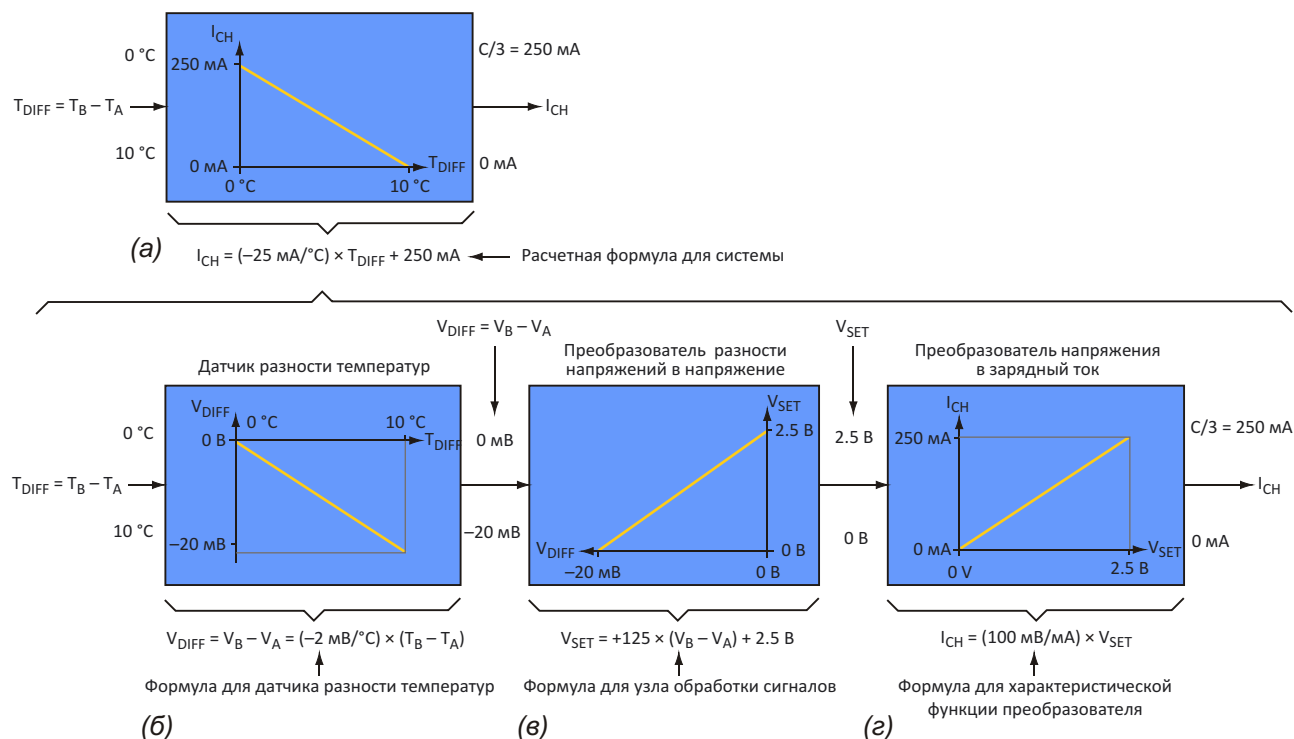 0 °C
T_DIFF = T_B – T_A
10 °C
I_CH
250 мА
0 мА
0 °C
10 °C
T_DIFF
C/3 = 250 мА
I_CH
0 мА
(а)
I_CH = (–25 мА/°C) × T_DIFF + 250 мА
Расчетная формула для системы
V_DIFF = V_B – V_A
V_SET
Датчик разности температур
Преобразователь разности
напряжений в напряжение
Преобразователь напряжения
в зарядный ток
0 °C
T_DIFF = T_B – T_A
10 °C
V_DIFF
0 °C
10 °C
0 В
T_DIFF
–20 мВ
0 мВ
–20 мВ
V_SET
2.5 В
V_DIFF
0 В
–20 мВ
0 В
2.5 В
0 В
I_CH
250 мА
0 мА
V_SET
0 V
2.5 В
C/3 = 250 мА
I_CH
0 мА
V_DIFF = V_B – V_A = (–2 мВ/°C) × (T_B – T_A)
V_SET = +125 × (V_B – V_A) + 2.5 В
I_CH = (100 мВ/мА) × V_SET
Формула для датчика разности температур
Формула для узла обработки сигналов
Формула для характеристической
функции преобразователя
(б)
(в)
(г)